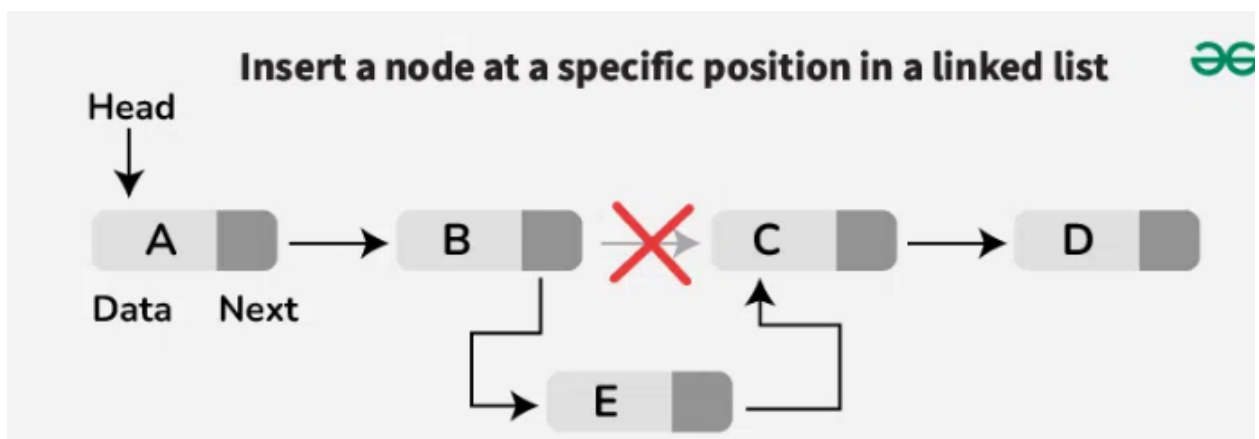 Insert a node at a specific position in a linked list
Head
A B C D
Data Next
E